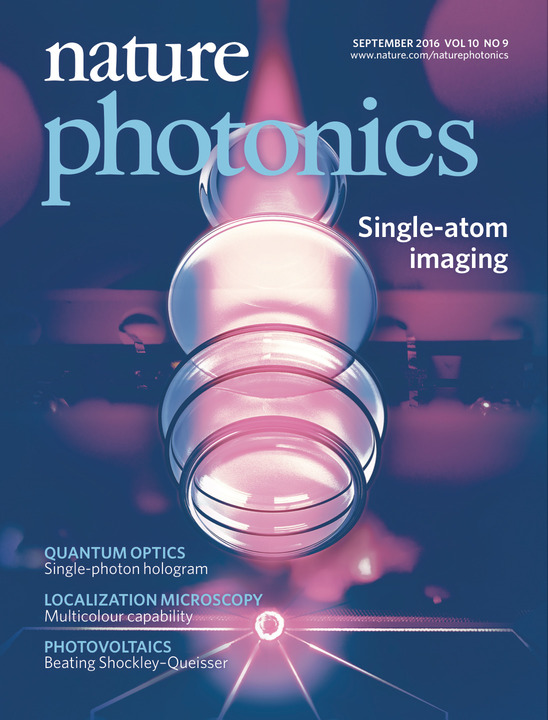 nature
SEPTEMBER 2016 VOL 10 NO 9
www.nature.com/naturephotonics
photonics
Single-atom
imaging
QUANTUM OPTICS
Single-photon hologram
LOCALIZATION MICROSCOPY
Multicolour capability
PHOTOVOLTAICS
Beating Shockley–Queisser